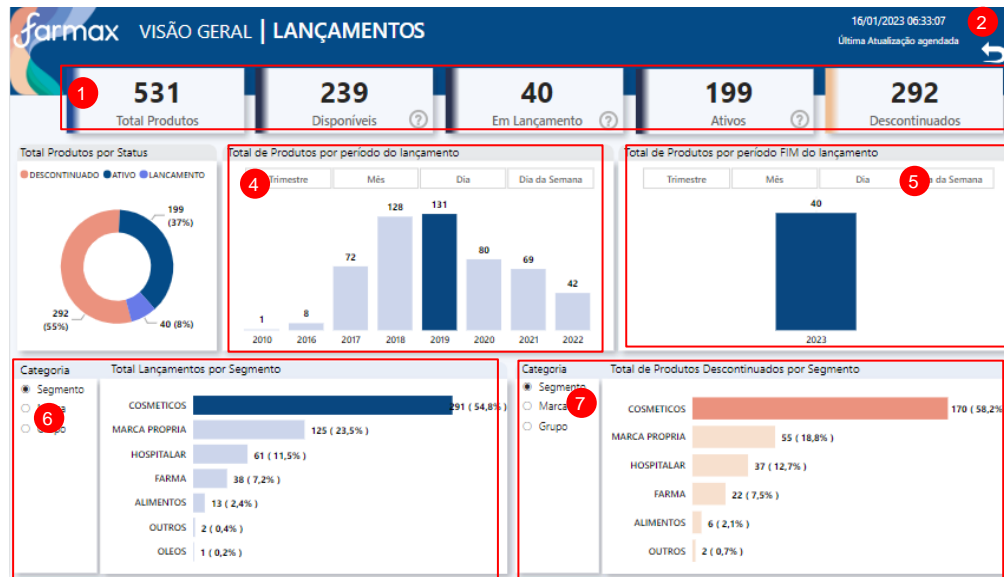 farmax VISÃO GERAL | LANÇAMENTOS
16/01/2023 06:33:07
Última Atualização agendada
2
1
531
Total Produtos
239
Disponíveis ?
40
Em Lançamento ?
199
Ativos ?
292
Descontinuados
Total Produtos por Status
DESCONTINUADO ATIVO LANCAMENTO
199
(37%)
292
(55%)
40 (8%)
Total de Produtos por período do lançamento
4
Trimestre Mês Dia Dia da Semana
1 8 72 128 131 80 69 42
2010 2016 2017 2018 2019 2020 2021 2022
Total de Produtos por período FIM do lançamento
5
Trimestre Mês Dia Dia da Semana
40
2023
Categoria
Segmento
6
Total Lançamentos por Segmento
COSMETICOS 291 ( 54,8% )
MARCA PROPRIA 125 ( 23,5% )
HOSPITALAR 61 ( 11,5% )
FARMA 38 ( 7,2% )
ALIMENTOS 13 ( 2,4% )
OUTROS 2 ( 0,4% )
OLEOS 1 ( 0,2% )
Categoria
Segmento
Marca
Grupo
7
Total de Produtos Descontinuados por Segmento
COSMETICOS 170 ( 58,2%
MARCA PROPRIA 55 ( 18,8% )
HOSPITALAR 37 ( 12,7% )
FARMA 22 ( 7,5% )
ALIMENTOS 6 ( 2,1% )
OUTROS 2 ( 0,7% )